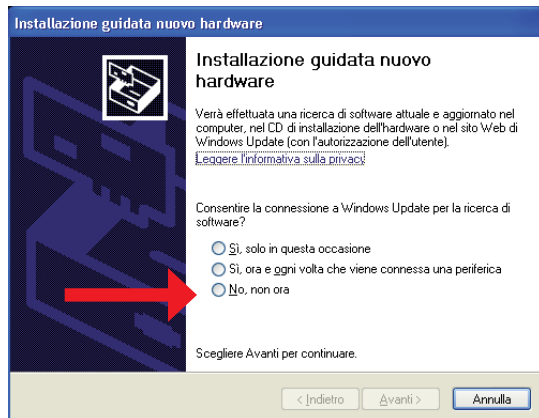 Installazione guidata nuovo hardware
Installazione guidata nuovo
hardware
Verrà effettuata una ricerca di software attuale e aggiornato nel
computer, nel CD di installazione dell'hardware o nel sito Web di
Windows Update (con l'autorizzazione dell'utente).
Leggere l'informativa sulla privacy
Consentire la connessione a Windows Update per la ricerca di
software?
Sì, solo in questa occasione
Sì, ora e ogni volta che viene connessa una periferica
No, non ora
Scegliere Avanti per continuare.
< Indietro Avanti > Annulla